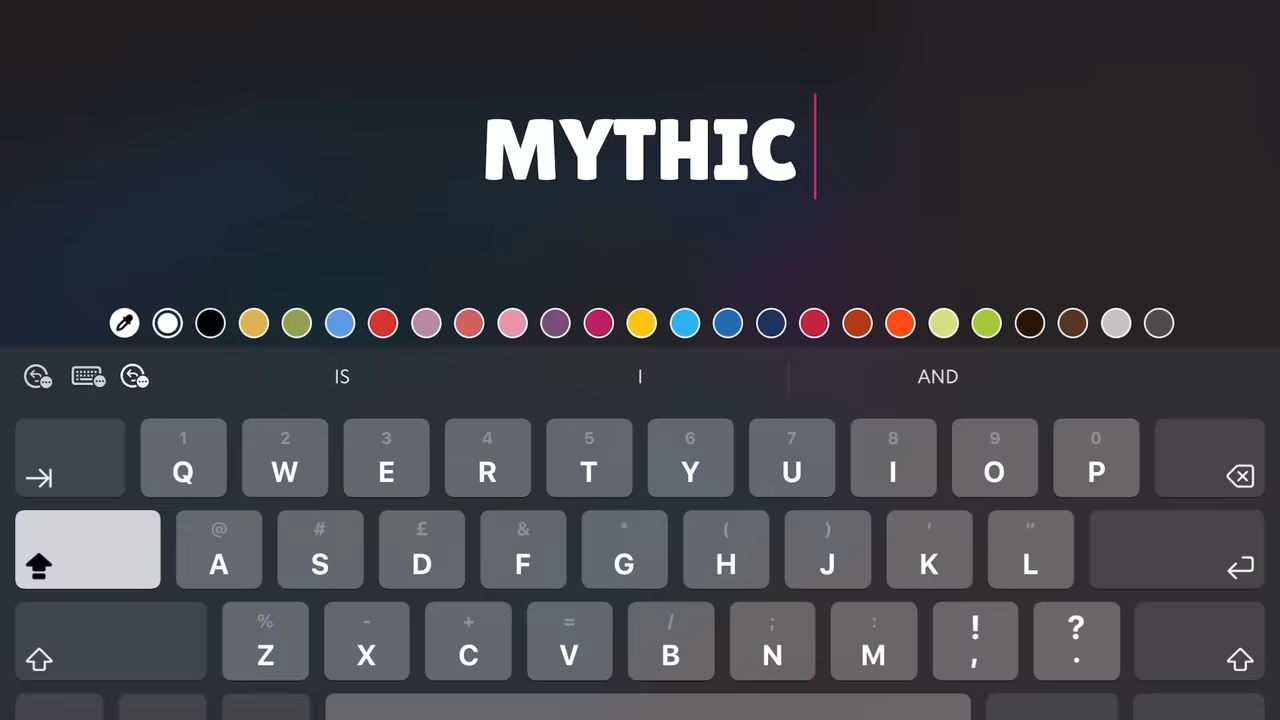 MYTHIC
IS I AND
1 2 3 4 5 6 7 8 9 0
Q W E R T Y U I O P
@ # £ & * ( ) ' "
A S D F G H J K L
% - + = / ; : ! ?
Z X C V B N M , .